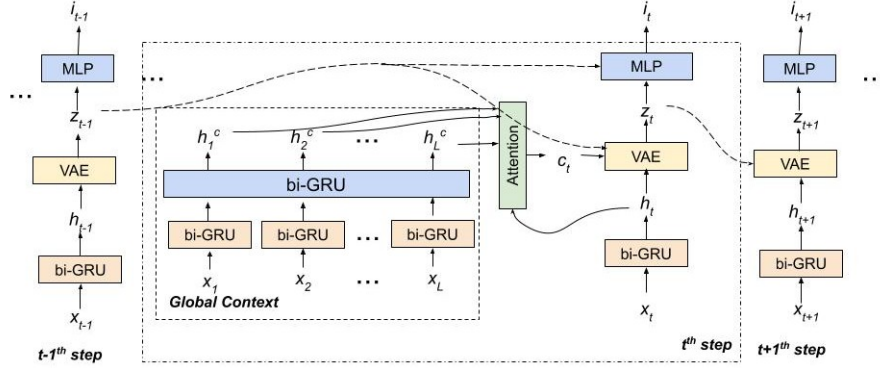 i_{t-1}
i_t
i_{t+1}
MLP
MLP
MLP
...
...
...
z_{t-1}
z_t
z_{t+1}
h_1^c
h_2^c
...
h_L^c
Attention
c_t
VAE
VAE
VAE
bi-GRU
h_{t-1}
h_t
h_{t+1}
bi-GRU
bi-GRU
...
bi-GRU
bi-GRU
bi-GRU
bi-GRU
x_1
x_2
...
x_L
Global Context
x_{t-1}
x_t
x_{t+1}
t-1^{th} step
t^{th} step
t+1^{th} step